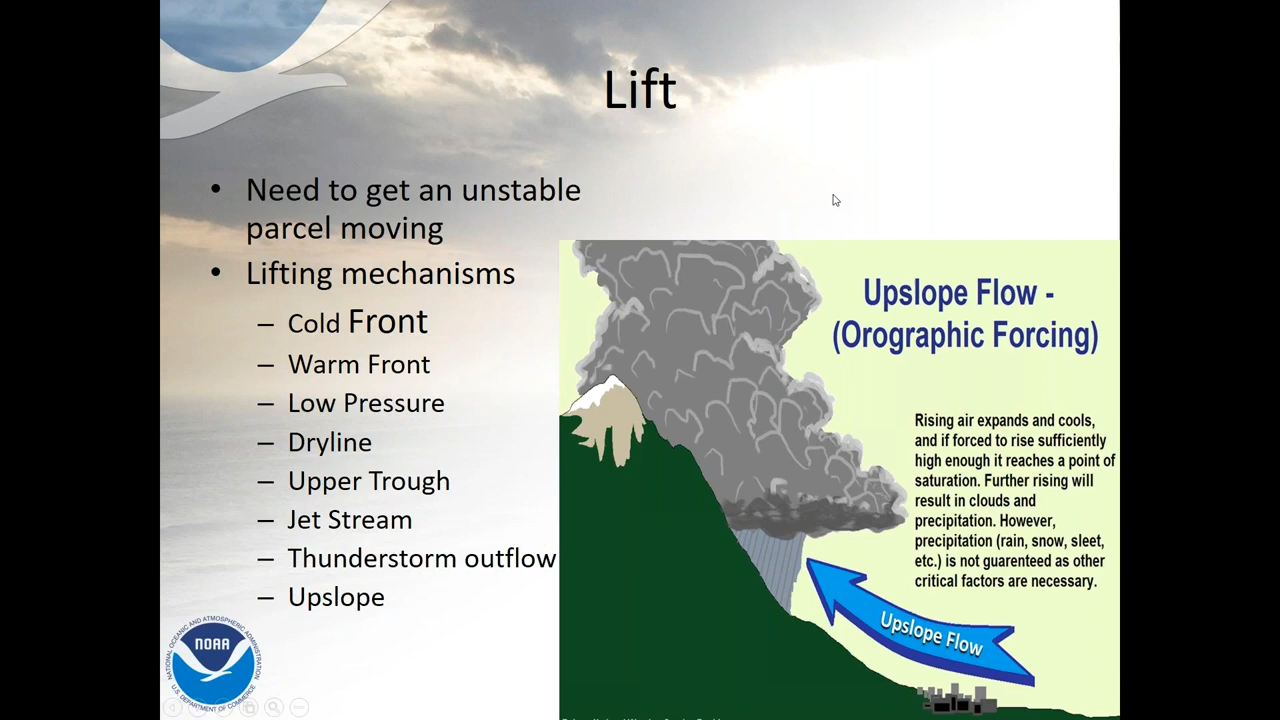 Lift
• Need to get an unstable
parcel moving
• Lifting mechanisms
– Cold Front
– Warm Front
– Low Pressure
– Dryline
– Upper Trough
– Jet Stream
– Thunderstorm outflow
– Upslope
Upslope Flow -
(Orographic Forcing)
Rising air expands and cools,
and if forced to rise sufficiently
high enough it reaches a point of
saturation. Further rising will
result in clouds and
precipitation. However,
precipitation (rain, snow, sleet,
etc.) is not guarenteed as other
critical factors are necessary.
Upslope Flow
NATIONAL OCEANIC AND ATMOSPHERIC ADMINISTRATION
NOAA
U.S. DEPARTMENT OF COMMERCE